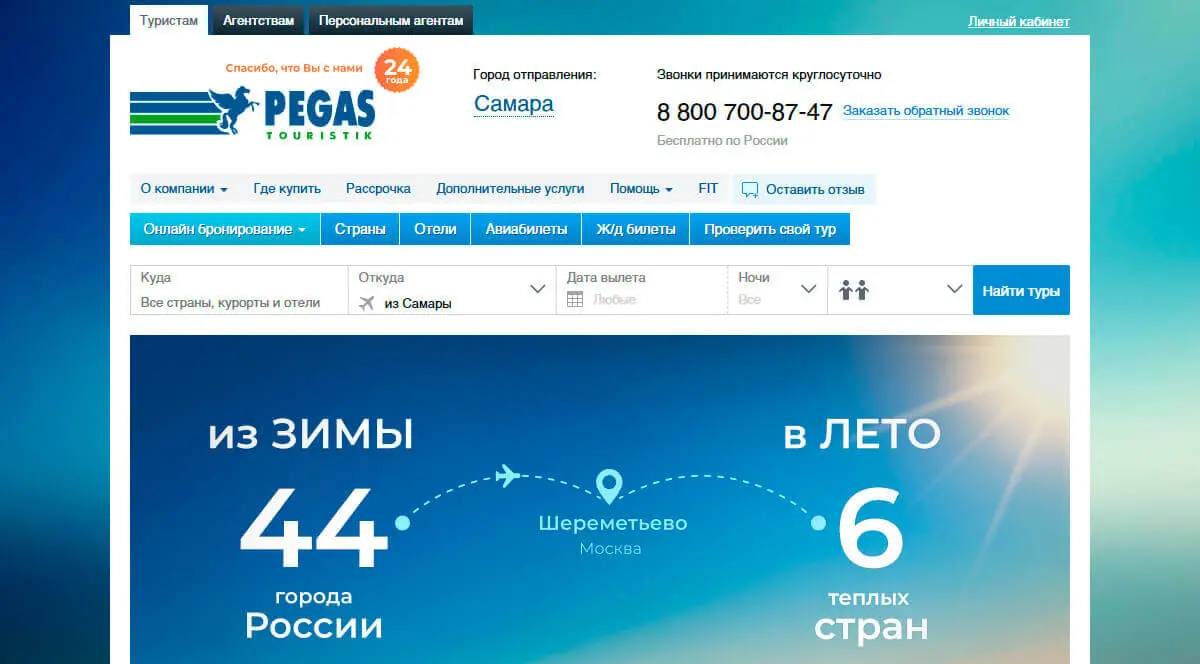 Туристам
Агентствам
Персональным агентам
Личный кабинет
Спасибо, что Вы с нами
24
года
PEGAS
TOURISTIK
Город отправления:
Самара
Звонки принимаются круглосуточно
8 800 700-87-47 Заказать обратный звонок
Бесплатно по России
О компании
Где купить
Рассрочка
Дополнительные услуги
Помощь
FIT
Оставить отзыв
Онлайн бронирование
Страны
Отели
Авиабилеты
Ж/д билеты
Проверить свой тур
Куда
Все страны, курорты и отели
Откуда
из Самары
Дата вылета
Любые
Ночи
Все
Найти туры
из ЗИМЫ
44
города
России
Шереметьево
Москва
в ЛЕТО
6
теплых
стран